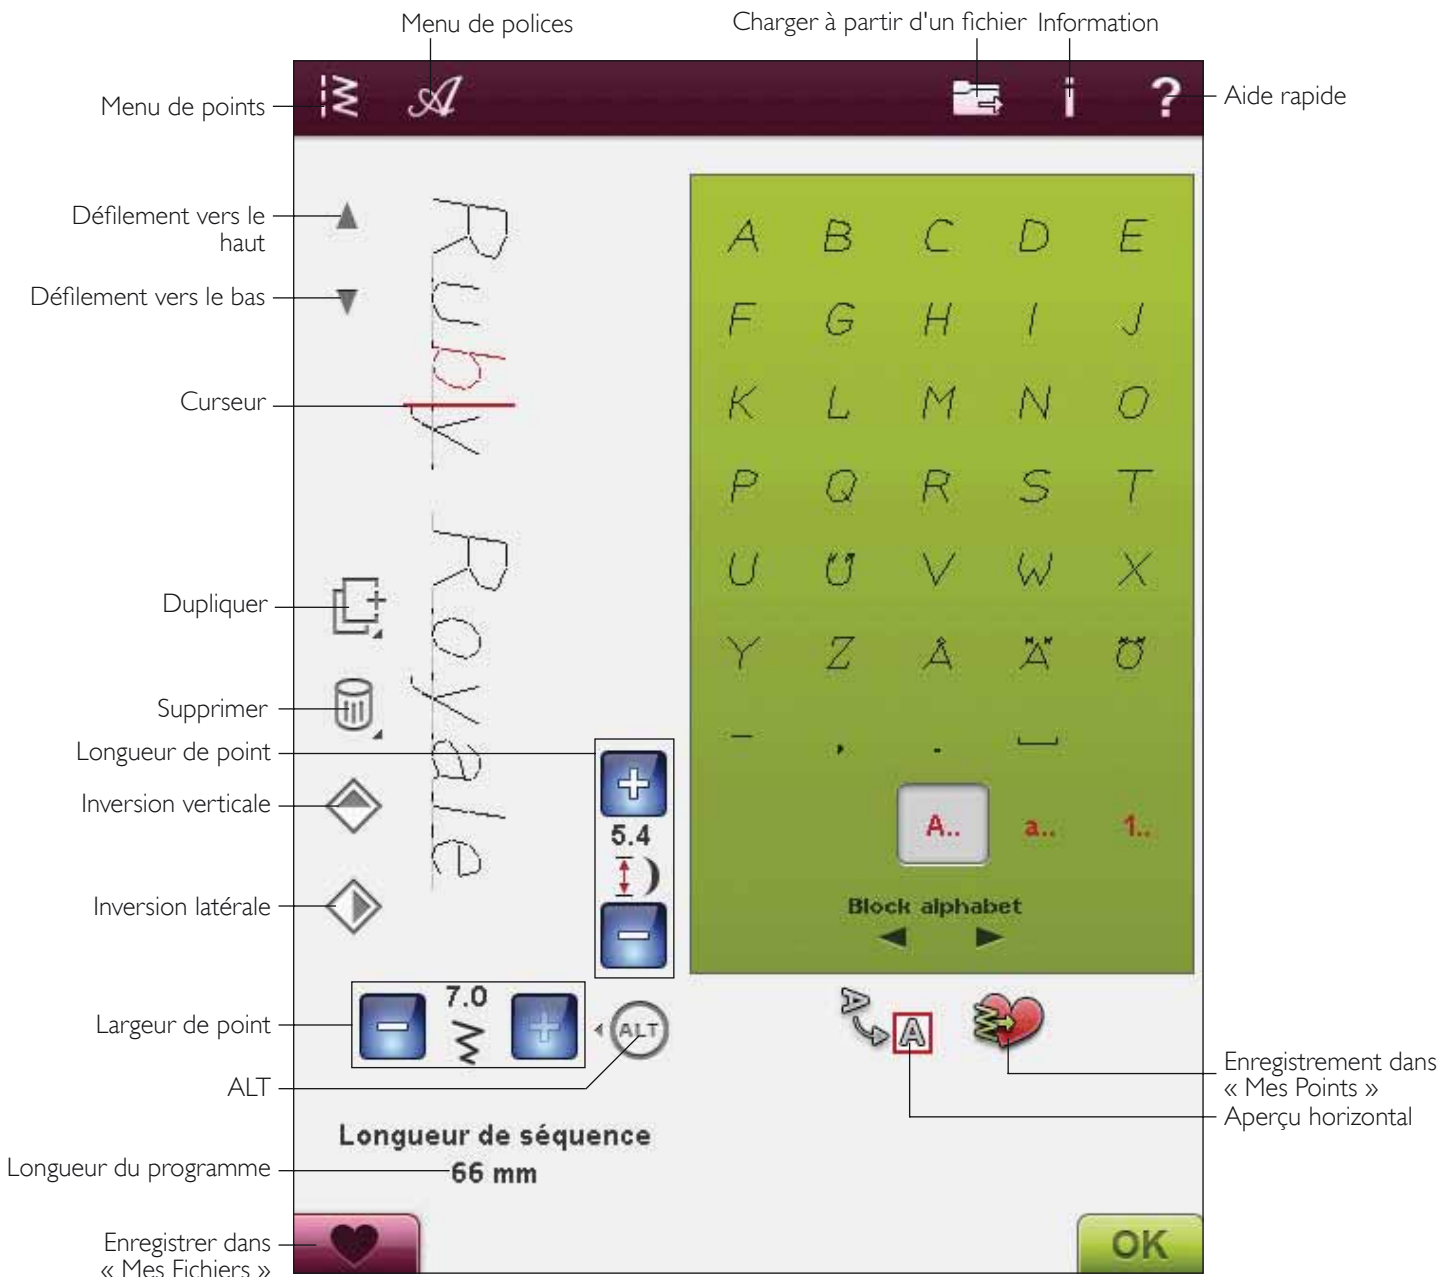 Menu de polices
Charger à partir d'un fichier
Information
Menu de points
Aide rapide
?
Défilement vers le
haut
Défilement vers le bas
Curseur
Dupliquer
Supprimer
Longueur de point
Inversion verticale
Inversion latérale
Largeur de point
ALT
Longueur du programme
Enregistrer dans
« Mes Fichiers »
Ruby Royale
A B C D E
F G H I J
K L M N O
P Q R S T
U Ü V W X
Y Z Å Ä Ö
– , . ⎵
A.. a.. 1..
Block alphabet
5.4
7.0
ALT
A A
Enregistrement dans
« Mes Points »
Aperçu horizontal
Longueur de séquence
66 mm
OK